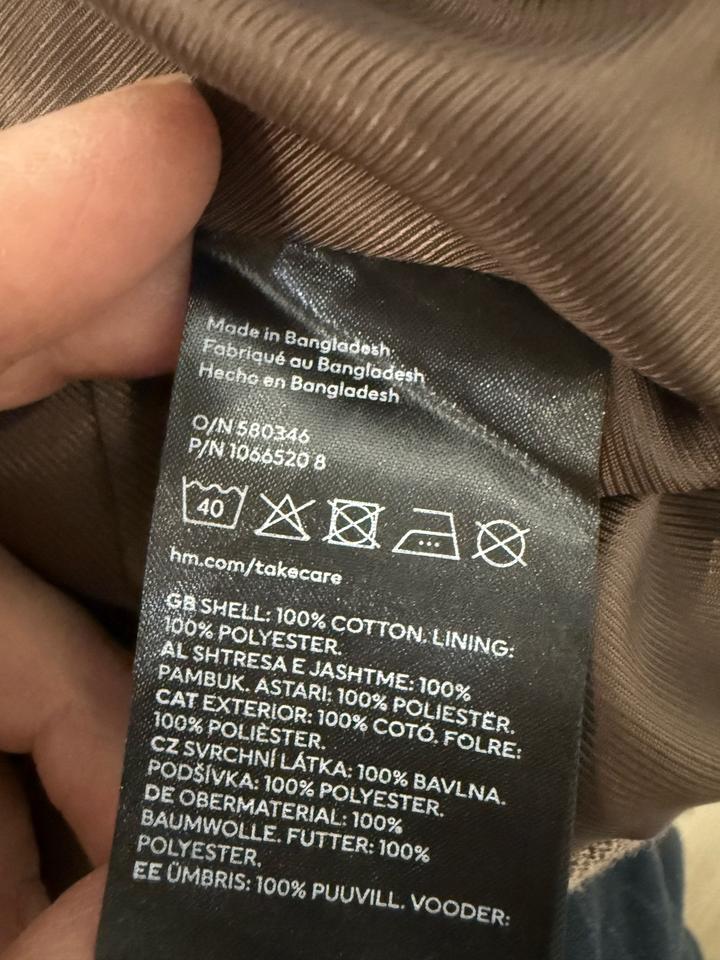 Made in Bangladesh
Fabriqué au Bangladesh
Hecho en Bangladesh
O/N 580346
P/N 1066520 8
40
hm.com/takecare
GB SHELL: 100% COTTON. LINING:
100% POLYESTER.
AL SHTRESA E JASHTME: 100%
PAMBUK. ASTARI: 100% POLIESTËR.
CAT EXTERIOR: 100% COTÓ. FOLRE:
100% POLIÈSTER.
CZ SVRCHNÍ LÁTKA: 100% BAVLNA.
PODŠÍVKA: 100% POLYESTER.
DE OBERMATERIAL: 100%
BAUMWOLLE. FUTTER: 100%
POLYESTER.
EE ÜMBRIS: 100% PUUVILL. VOODER: